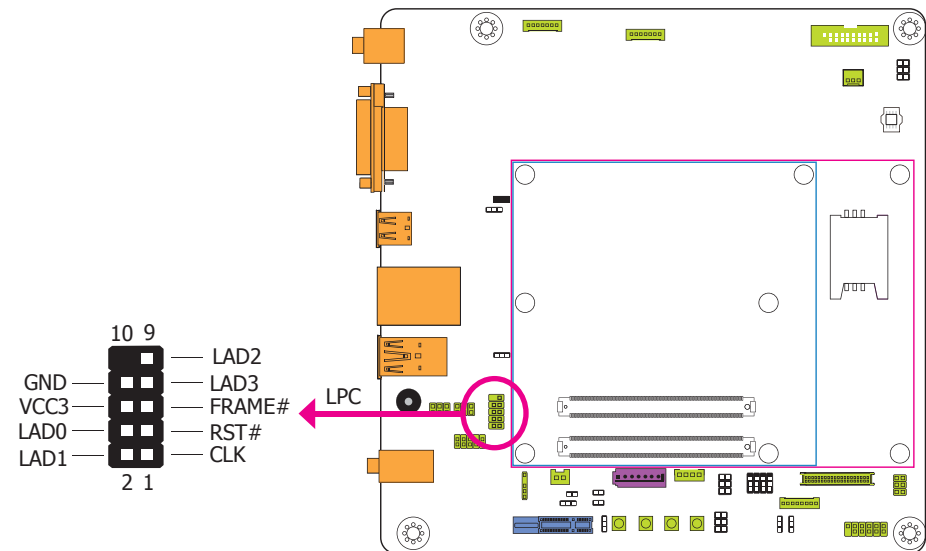 10 9
LAD2
GND LAD3
VCC3 FRAME#
LAD0 RST#
LAD1 CLK
2 1
LPC